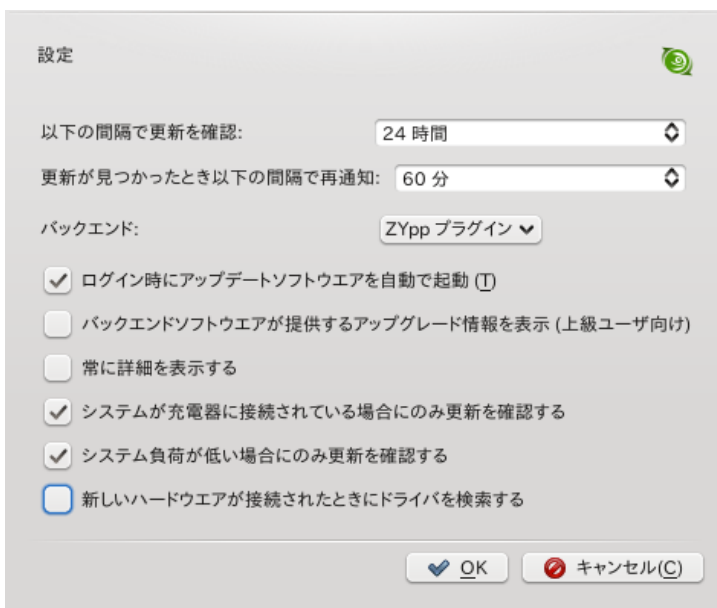 設定
以下の間隔で更新を確認: 24 時間
更新が見つかったとき以下の間隔で再通知: 60 分
バックエンド: ZYpp プラグイン
ログイン時にアップデートソフトウエアを自動で起動 (T)
バックエンドソフトウエアが提供するアップグレード情報を表示 (上級ユーザ向け)
常に詳細を表示する
システムが充電器に接続されている場合にのみ更新を確認する
システム負荷が低い場合にのみ更新を確認する
新しいハードウエアが接続されたときにドライバを検索する
OK キャンセル(C)